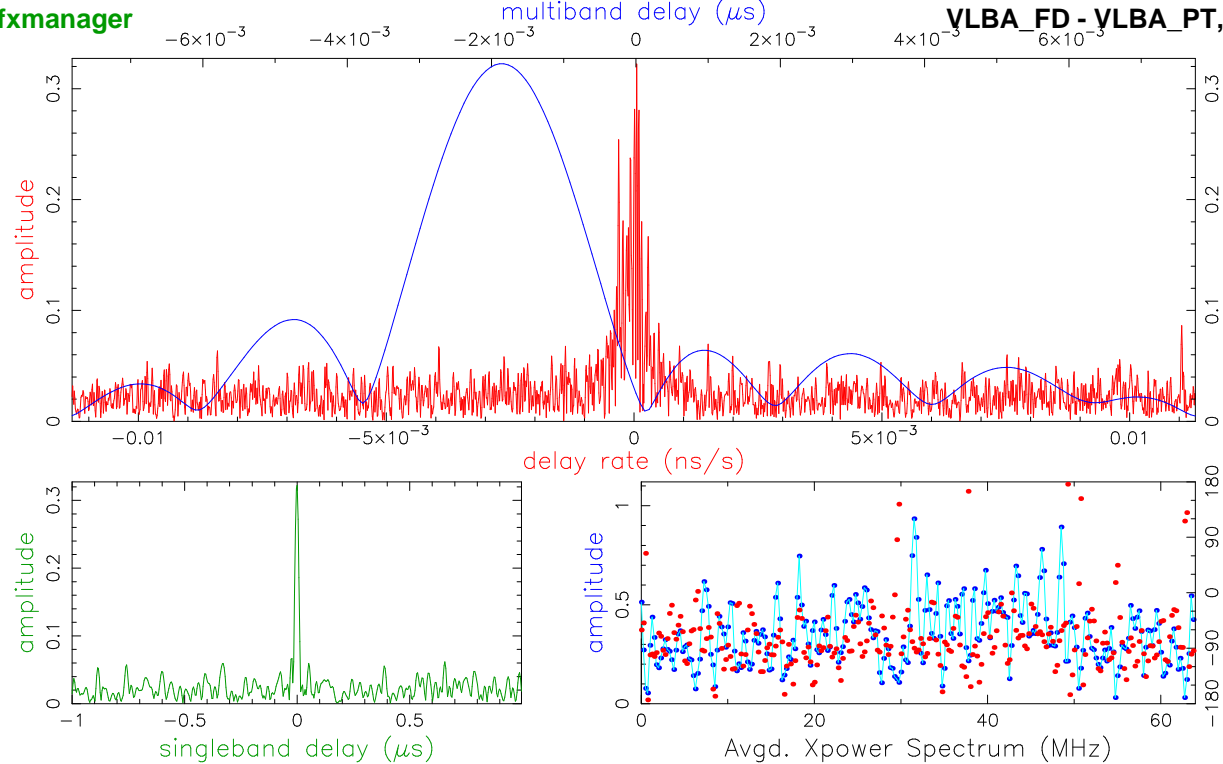 fxmanager
multiband delay (μs)
VLBA_FD - VLBA_PT,
−6×10⁻³ −4×10⁻³ −2×10⁻³ 0 2×10⁻³ 4×10⁻³ 6×10⁻³
amplitude
0 0.1 0.2 0.3
0 0.1 0.2 0.3
−0.01 −5×10⁻³ 0 5×10⁻³ 0.01
delay rate (ns/s)
amplitude
0 0.1 0.2 0.3
−1 −0.5 0 0.5
singleband delay (μs)
amplitude
0 0.5 1
−180 −90 0 90 180
0 20 40 60
Avgd. Xpower Spectrum (MHz)